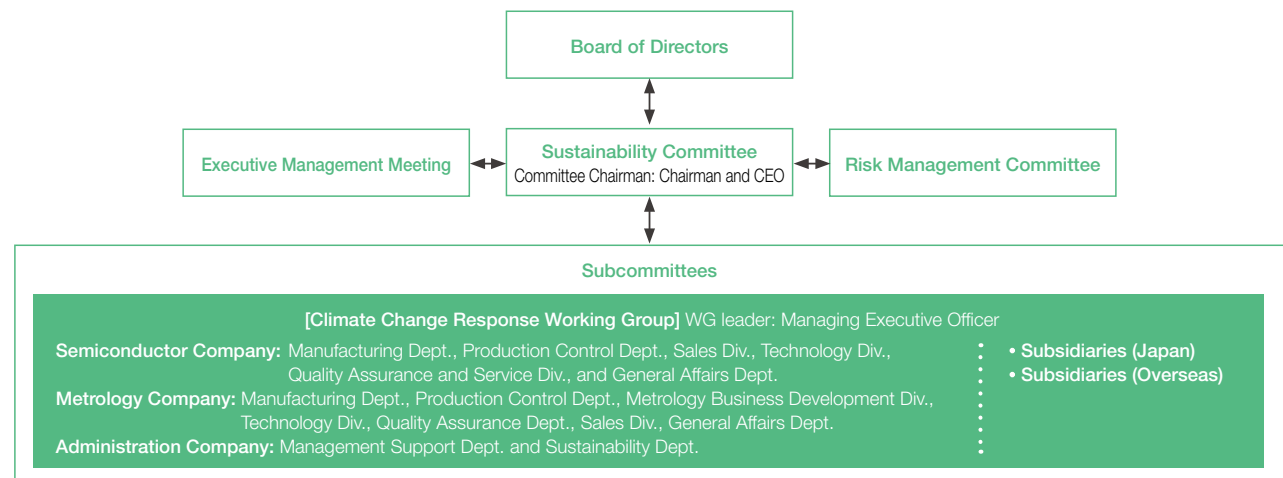 Board of Directors
Executive Management Meeting
Sustainability Committee
Committee Chairman: Chairman and CEO
Risk Management Committee
Subcommittees
[Climate Change Response Working Group] WG leader: Managing Executive Officer
Semiconductor Company: Manufacturing Dept., Production Control Dept., Sales Div., Technology Div.,
Quality Assurance and Service Div., and General Affairs Dept.
Metrology Company: Manufacturing Dept., Production Control Dept., Metrology Business Development Div.,
Technology Div., Quality Assurance Dept., Sales Div., General Affairs Dept.
Administration Company: Management Support Dept. and Sustainability Dept.
• Subsidiaries (Japan)
• Subsidiaries (Overseas)